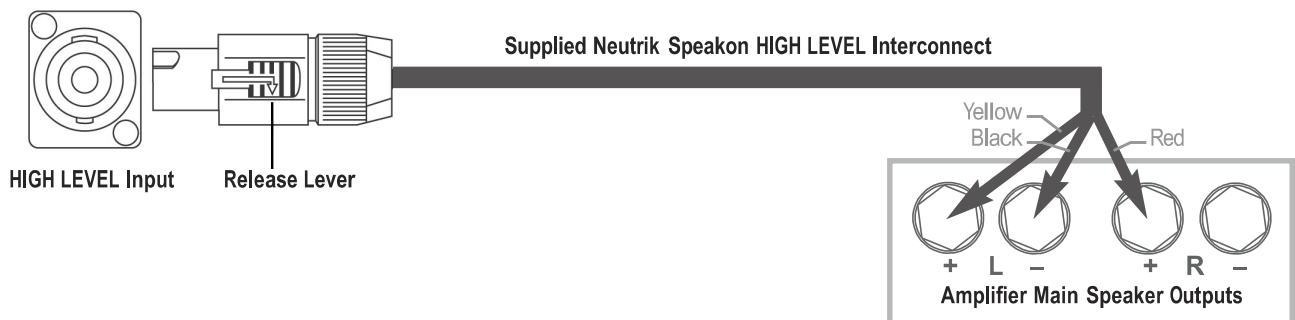 Supplied Neutrik Speakon HIGH LEVEL Interconnect
Yellow
Black
Red
HIGH LEVEL Input
Release Lever
+ L – + R –
Amplifier Main Speaker Outputs